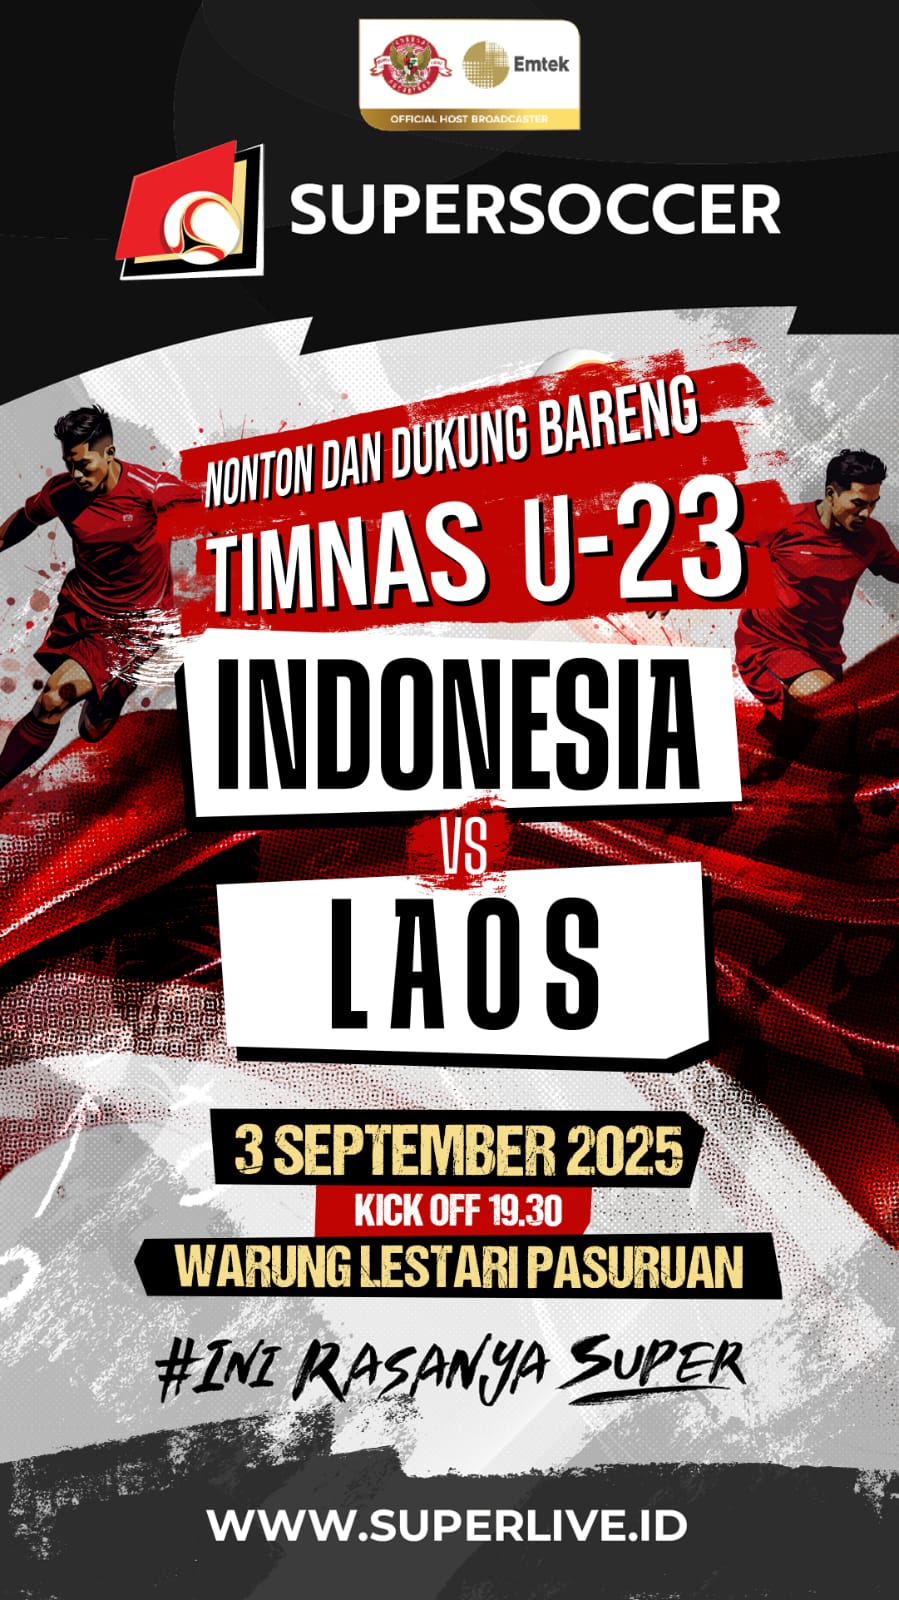 Emtek
OFFICIAL HOST BROADCASTER
SUPERSOCCER
NONTON DAN DUKUNG BARENG
TIMNAS U-23
INDONESIA
VS
LAOS
3 SEPTEMBER 2025
KICK OFF 19.30
WARUNG LESTARI PASURUAN
#INI RASANYA SUPER
WWW.SUPERLIVE.ID